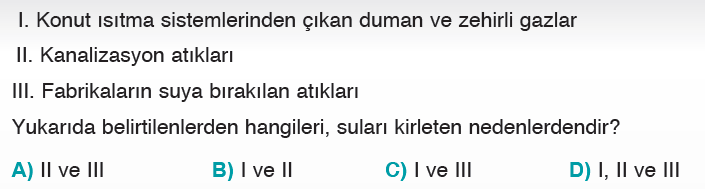 I. Konut ısıtma sistemlerinden çıkan duman ve zehirli gazlar
II. Kanalizasyon atıkları
III. Fabrikaların suya bırakılan atıkları
Yukarıda belirtilenlerden hangileri, suları kirleten nedenlerdendir?
A) II ve III B) I ve II C) I ve III D) I, II ve III